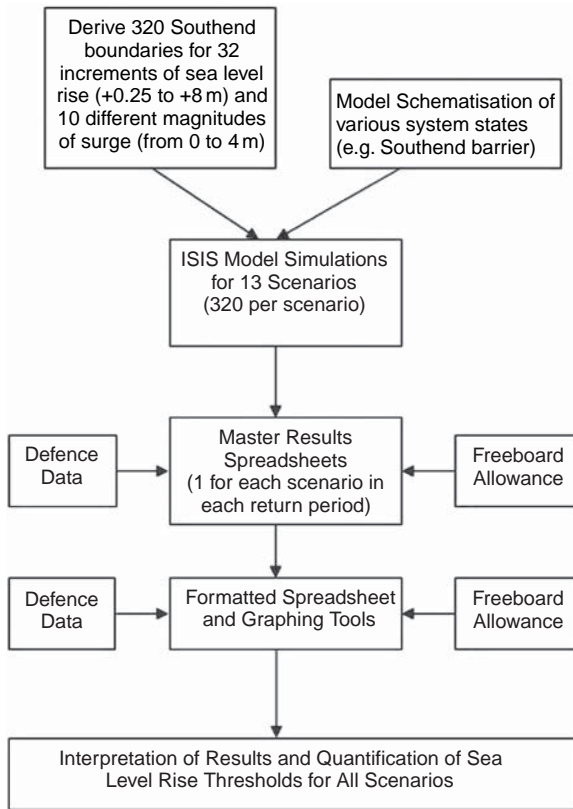 Derive 320 Southend
boundaries for 32
increments of sea level
rise (+0.25 to +8 m) and
10 different magnitudes
of surge (from 0 to 4 m)
Model Schematisation of
various system states
(e.g. Southend barrier)
ISIS Model Simulations
for 13 Scenarios
(320 per scenario)
Defence
Data
Master Results
Spreadsheets
(1 for each scenario in
each return period)
Freeboard
Allowance
Defence
Data
Formatted Spreadsheet
and Graphing Tools
Freeboard
Allowance
Interpretation of Results and Quantification of Sea
Level Rise Thresholds for All Scenarios